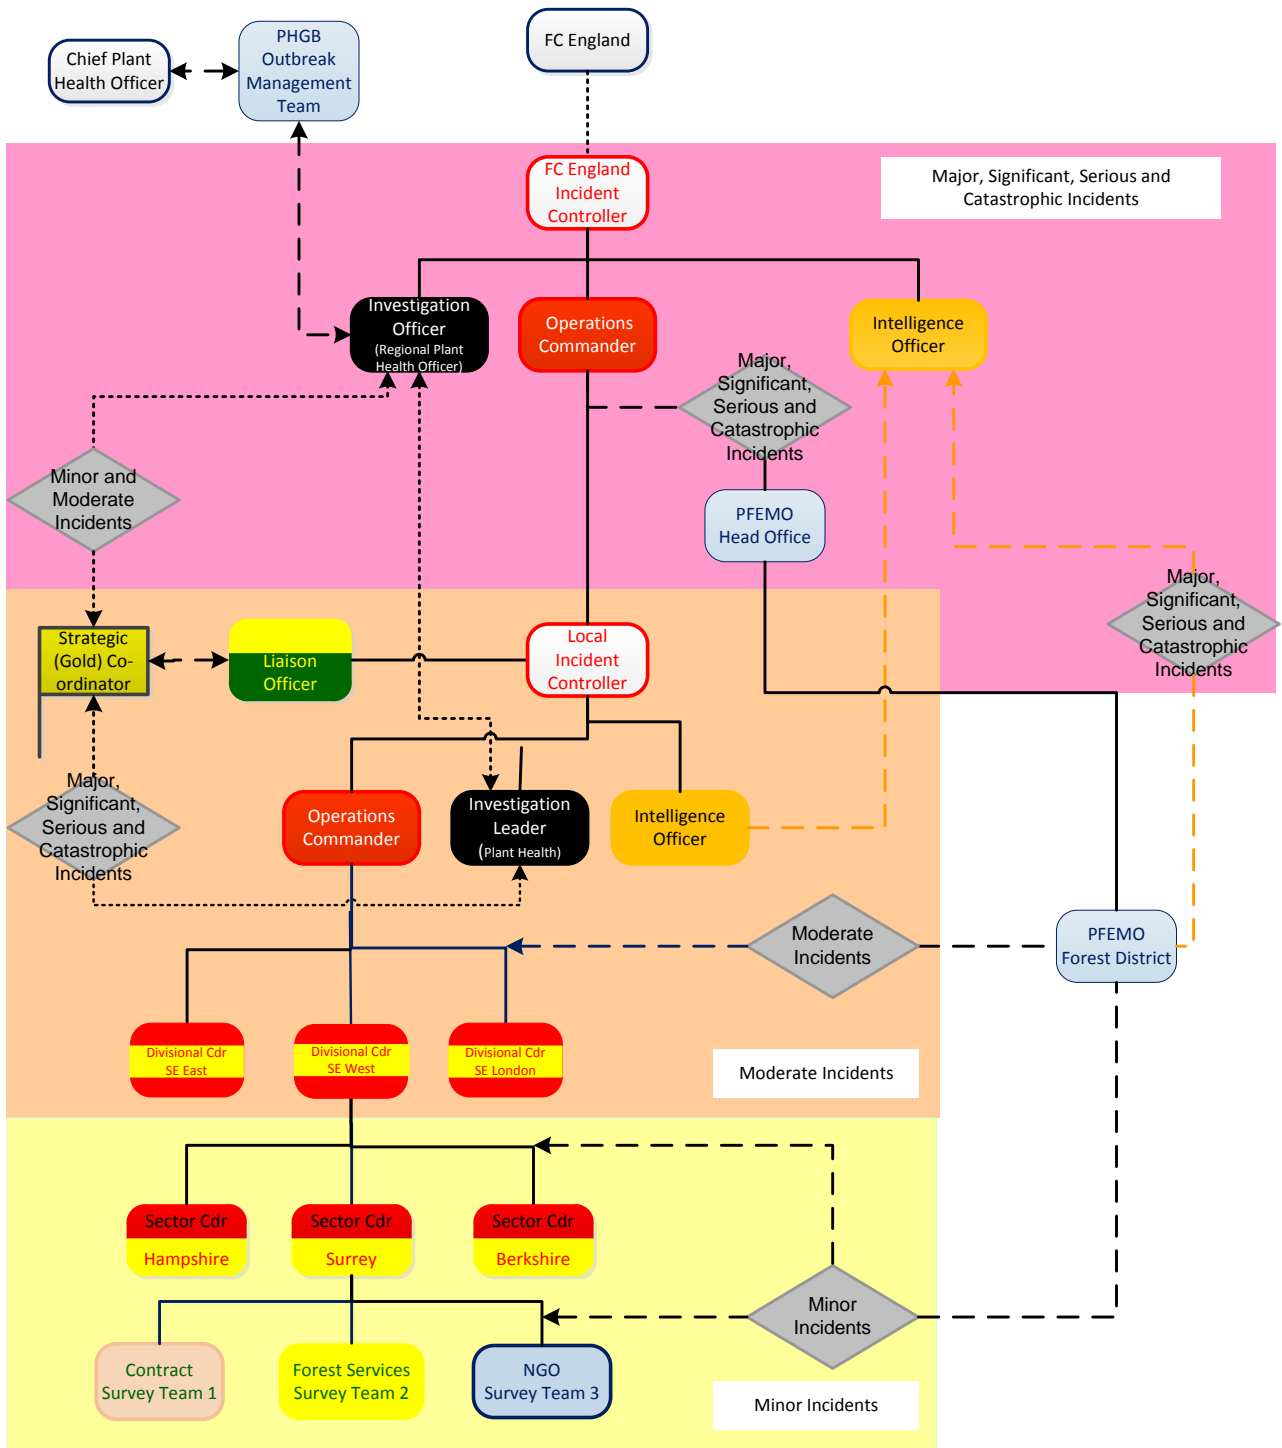 Chief Plant
Health Officer
PHGB
Outbreak
Management
Team
FC England
FC England
Incident
Controller
Major, Significant, Serious and
Catastrophic Incidents
Investigation
Officer
(Regional Plant
Health Officer)
Operations
Commander
Intelligence
Officer
Major,
Significant,
Serious and
Catastrophic
Incidents
Minor and
Moderate
Incidents
PFEMO
Head Office
Major,
Significant,
Serious and
Catastrophic
Incidents
Strategic
(Gold) Co-
ordinator
Liaison
Officer
Local
Incident
Controller
Major,
Significant,
Serious and
Catastrophic
Incidents
Operations
Commander
Investigation
Leader
(Plant Health)
Intelligence
Officer
Moderate
Incidents
PFEMO
Forest District
Divisional Cdr
SE East
Divisional Cdr
SE West
Divisional Cdr
SE London
Moderate Incidents
Sector Cdr
Hampshire
Sector Cdr
Surrey
Sector Cdr
Berkshire
Minor
Incidents
Contract
Survey Team 1
Forest Services
Survey Team 2
NGO
Survey Team 3
Minor Incidents